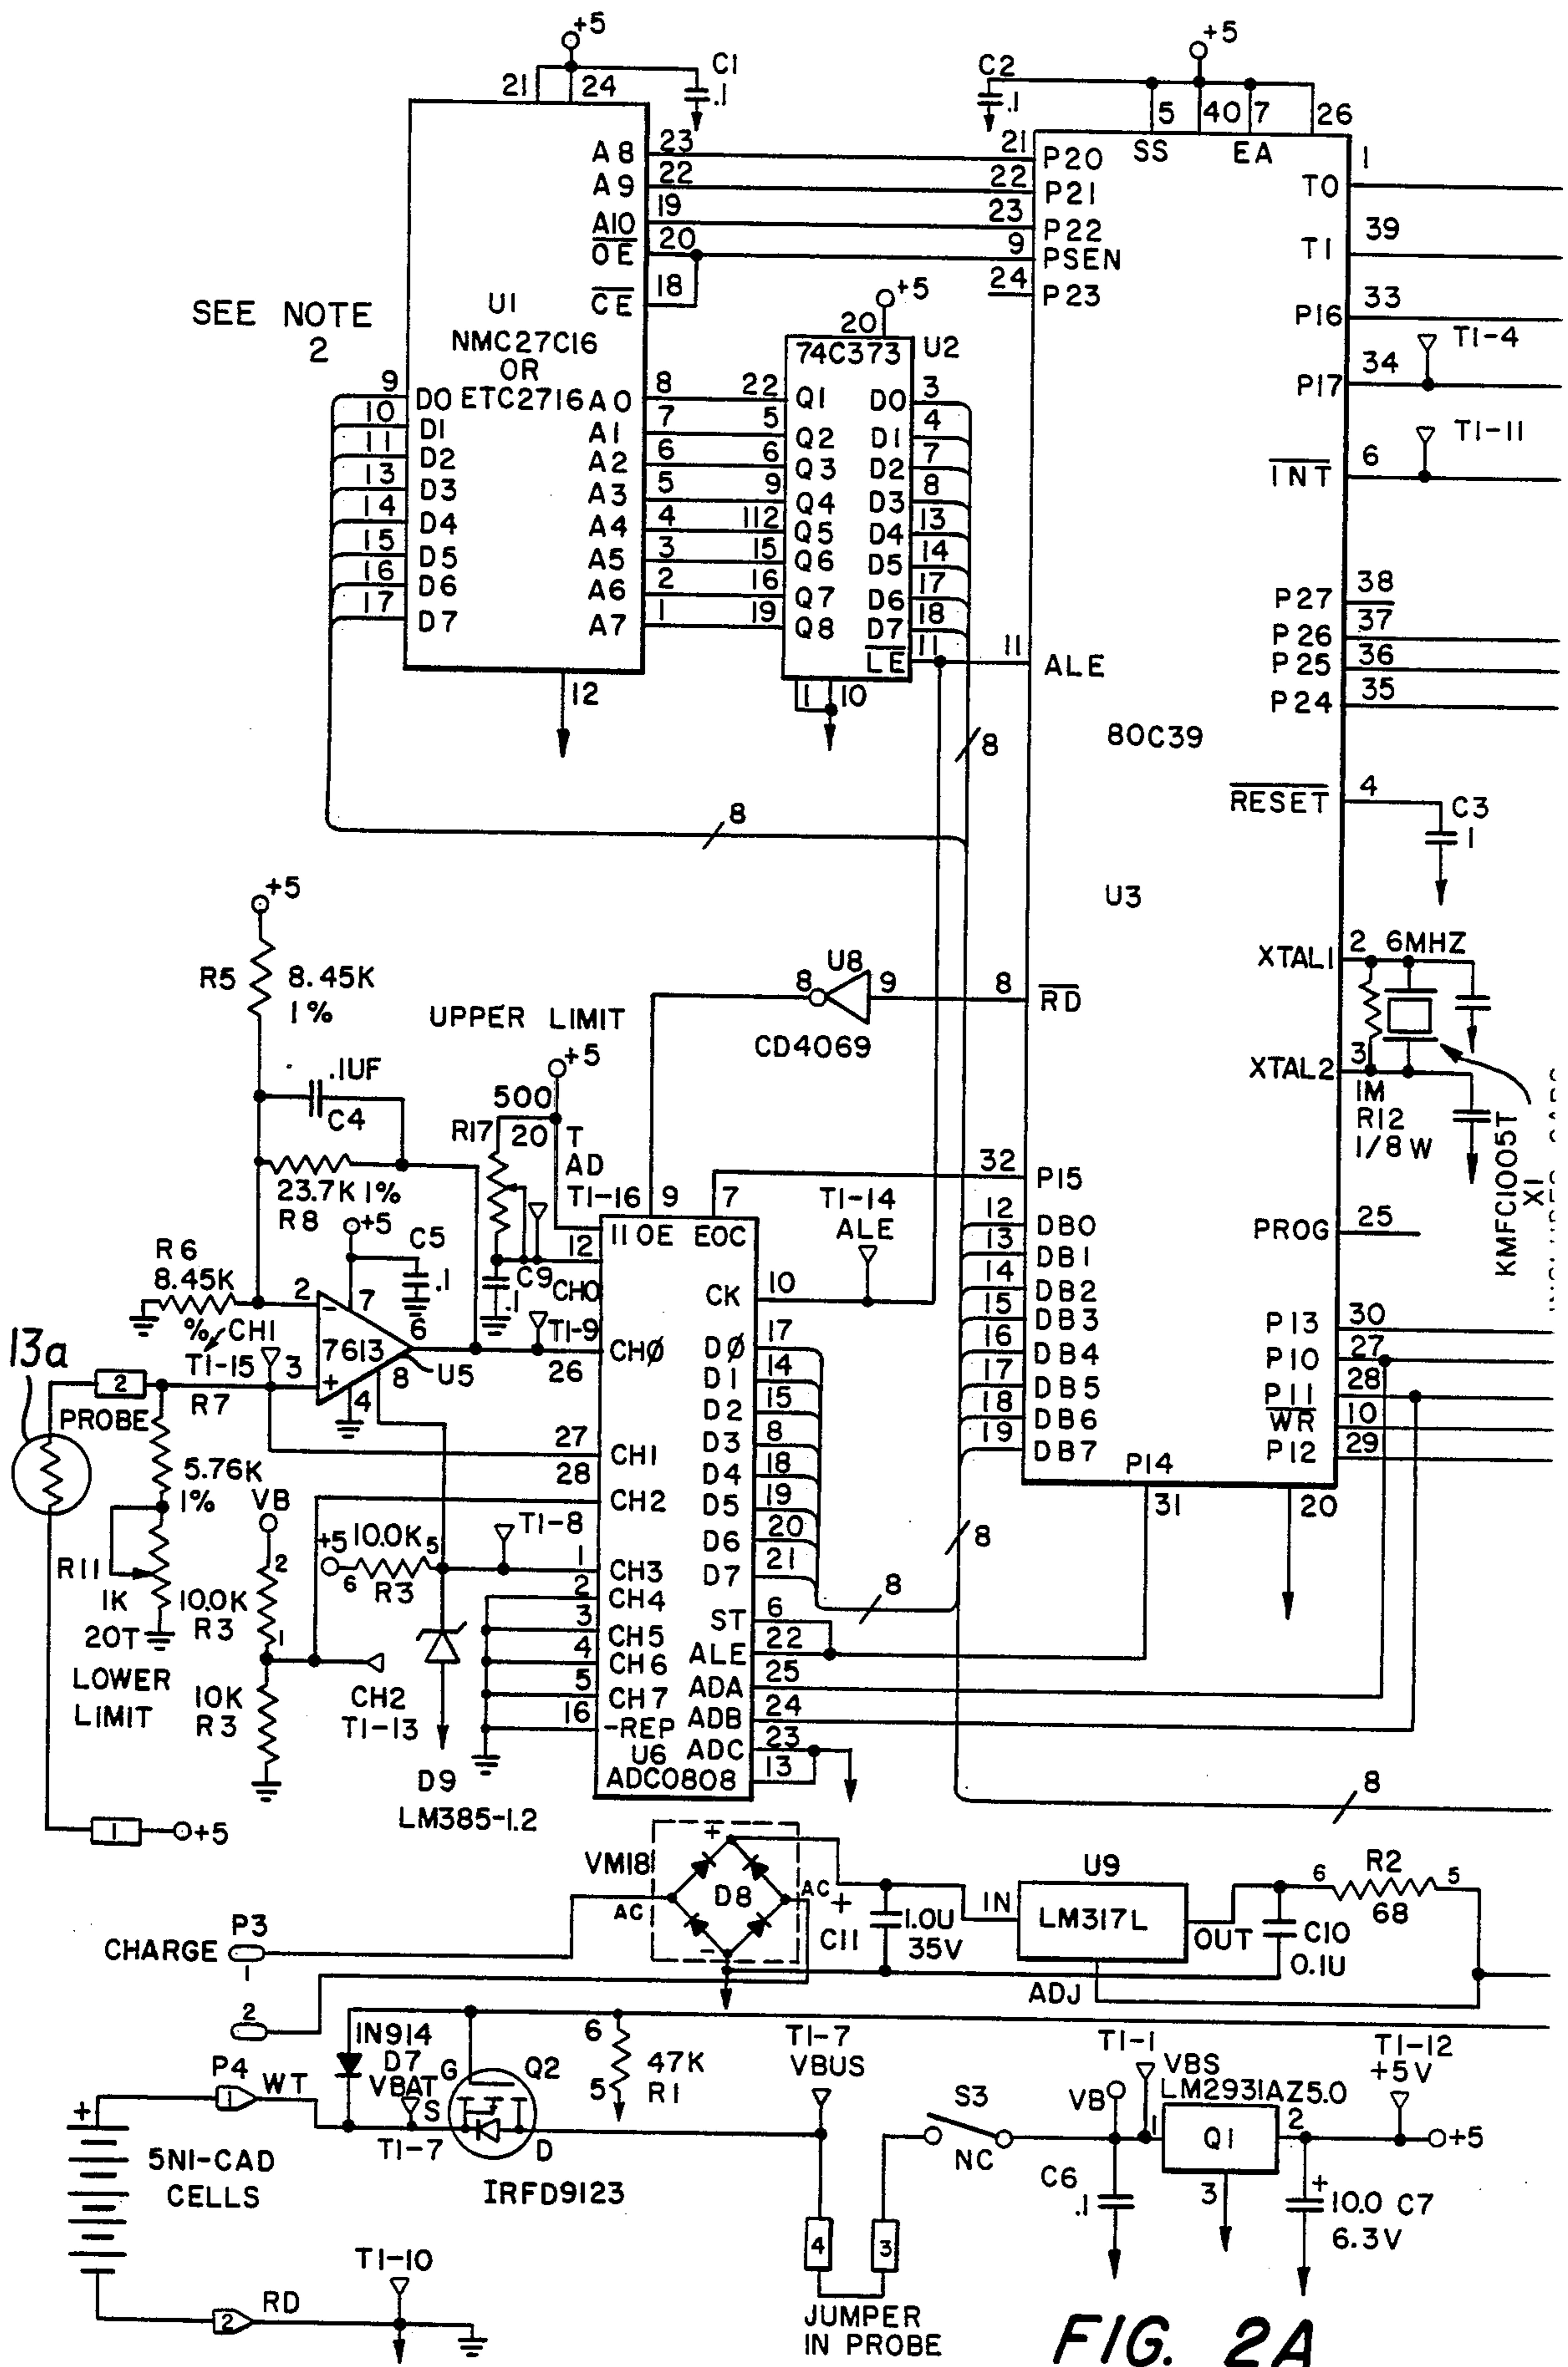 +5
+5
C1
.1
21 24
C2
.1
5 40 7 26
SS EA
A8 23 21 P20
A9 22 22 P21
A10 19 23 P22
OE 20 9 PSEN
CE 18 24 P23
T0 1
T1 39
P16 33
P17 34
T1-4
INT 6
T1-11
SEE NOTE
2
U1
NMC27C16
OR
ETC2716
+5
20
74C373 U2
9 D0 A0 8 22 Q1 D0 3
10 D1 A1 7 5 Q2 D1 4
11 D2 A2 6 6 Q3 D2 7
13 D3 A3 5 9 Q4 D3 8
14 D4 A4 4 112 Q5 D4 13
15 D5 A5 3 15 Q6 D5 14
16 D6 A6 2 16 Q7 D6 17
17 D7 A7 1 19 Q8 D7 18
LE 11 11 ALE
12
1 10
P27 38
P26 37
P25 36
P24 35
80C39
8
8
RESET 4
C3
1
U3
+5
R5 8.45K
1%
XTAL1 2 6MHZ
XTAL2 3
1M
R12
1/8 W
KMFC1005T
X1
U8
8 9 8 RD
CD4069
UPPER LIMIT
+5
.1UF
C4
500
R17 20 T
AD
T1-16 9 7
32 P15
23.7K 1%
R8
+5
C5
.1
11 OE EOC
12
C9
.1
CH0
T1-14
ALE
CK 10
PROG 25
12 DB0
13 DB1
14 DB2
15 DB3
16 DB4
17 DB5
18 DB6
19 DB7
R6
8.45K
%
2 - 7
7613 6
3 + 4 8
U5
CH1
T1-15
R7
T1-9
26 CHØ
13a
2
PROBE
5.76K
1%
27 CH1
28 CH2
DØ 17
D1 14
D2 15
D3 8
D4 18
D5 19
D6 20
D7 21
P13 30
P10 27
P11 28
WR 10
P12 29
P14
31
20
8
8
VB
+5 10.0K 5
6 R3
T1-8
1 CH3
2 CH4
3 CH5
4 CH6
5 CH7
16 -REP
R11
1K
20T
LOWER
LIMIT
2
10.0K
R3
1
10K
R3
CH2
T1-13
D9
LM385-1.2
ST 6
ALE 22
ADA 25
ADB 24
ADC 23
13
U6
ADC0808
8
1 +5
VM18
+
D8
AC
AC
-
+
C11
1.0U
35V
U9
IN LM317L OUT
ADJ
R2
6 5
68
C10
0.1U
P3
CHARGE
1
2
1N914
D7
VBAT
G
Q2
S
D
T1-7
IRFD9123
6
47K
R1
5
T1-7
VBUS
P4
1 WT
+
5NI-CAD
CELLS
S3
NC
VB
T1-1
VBS
LM2931AZ5.0
1 Q1 2
3
T1-12
+5V
+5
C6
.1
+
10.0 C7
6.3V
4
3
T1-10
2 RD
JUMPER
IN PROBE
FIG. 2A